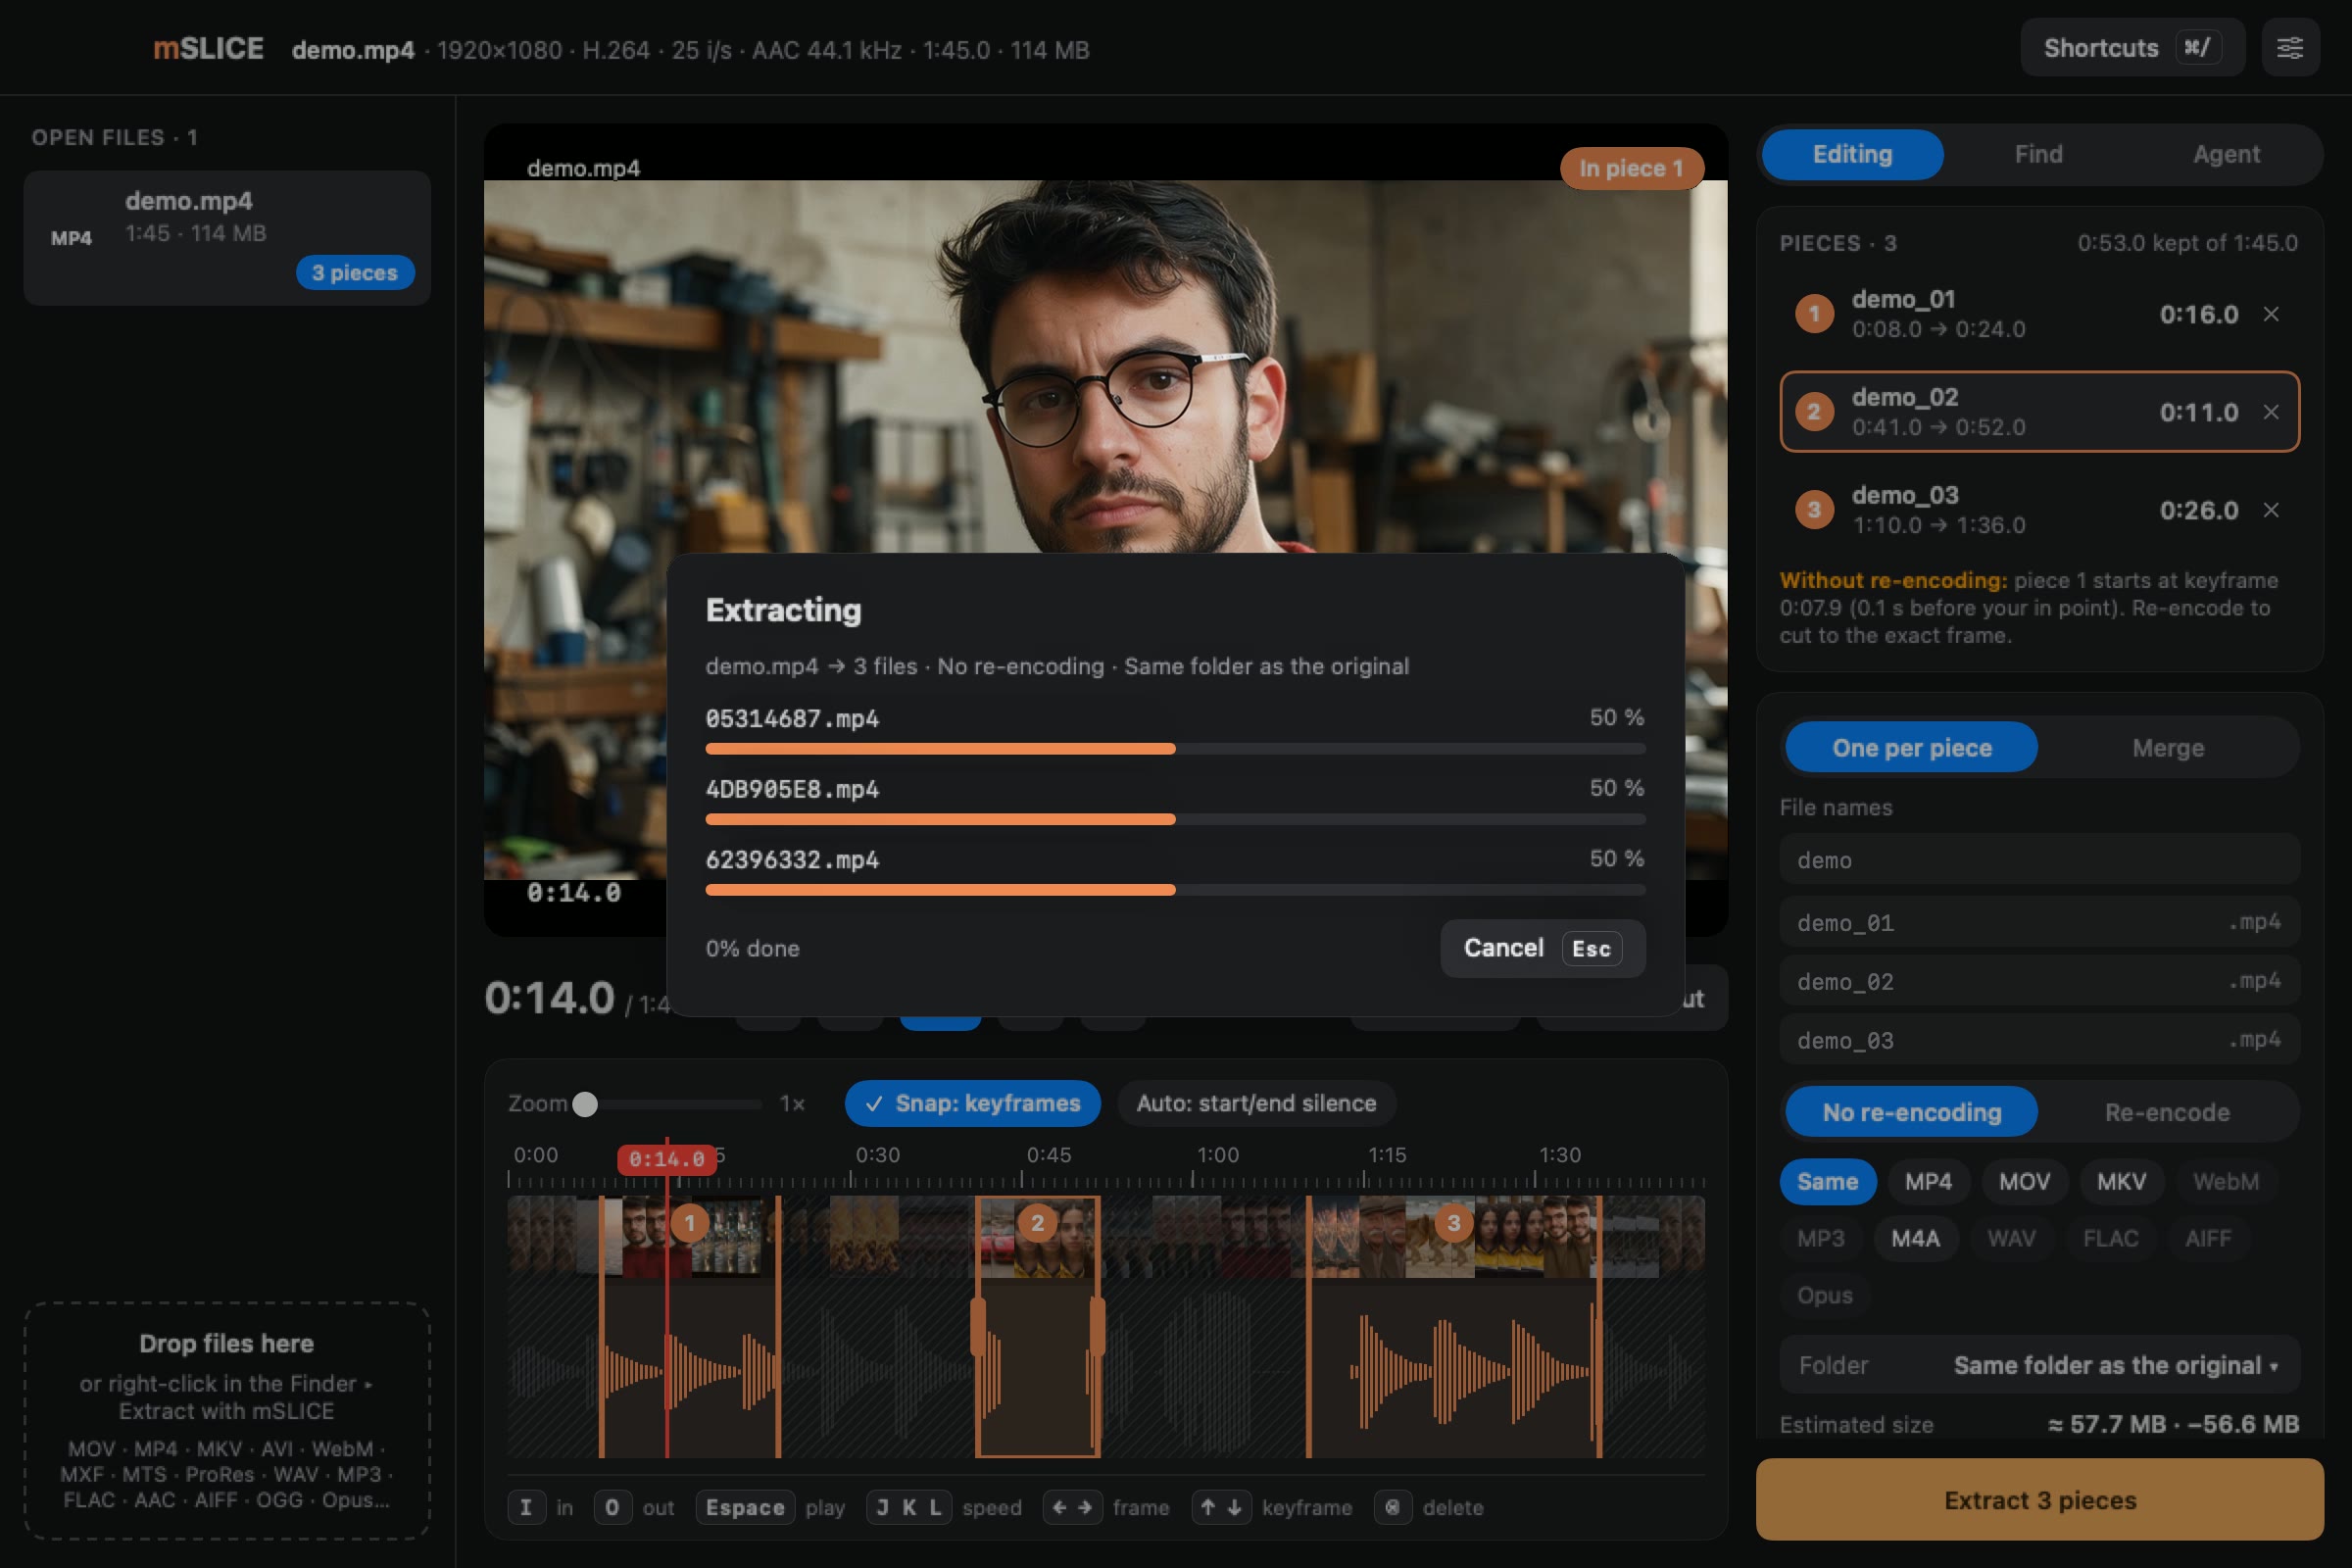 mSLICE demo.mp4 · 1920×1080 · H.264 · 25 i/s · AAC 44.1 kHz · 1:45.0 · 114 MB
Shortcuts ⌘/
OPEN FILES · 1
MP4
demo.mp4
1:45 · 114 MB
3 pieces
Drop files here
or right-click in the Finder ▸
Extract with mSLICE
MOV · MP4 · MKV · AVI · WebM ·
MXF · MTS · ProRes · WAV · MP3 ·
FLAC · AAC · AIFF · OGG · Opus…
demo.mp4
In piece 1
0:14.0
Extracting
demo.mp4 → 3 files · No re-encoding · Same folder as the original
05314687.mp4 50 %
4DB905E8.mp4 50 %
62396332.mp4 50 %
0% done
Cancel Esc
0:14.0 / 1:4
ut
Zoom 1×
✓ Snap: keyframes
Auto: start/end silence
0:00 0:14.0 5 0:30 0:45 1:00 1:15 1:30
1 2 3
I in O out Espace play J K L speed ← → frame ↑ ↓ keyframe ⊗ delete
Editing Find Agent
PIECES · 3 0:53.0 kept of 1:45.0
1 demo_01 0:16.0 ×
0:08.0 → 0:24.0
2 demo_02 0:11.0 ×
0:41.0 → 0:52.0
3 demo_03 0:26.0 ×
1:10.0 → 1:36.0
Without re-encoding: piece 1 starts at keyframe
0:07.9 (0.1 s before your in point). Re-encode to
cut to the exact frame.
One per piece Merge
File names
demo
demo_01 .mp4
demo_02 .mp4
demo_03 .mp4
No re-encoding Re-encode
Same MP4 MOV MKV WebM
MP3 M4A WAV FLAC AIFF
Opus
Folder Same folder as the original ▾
Estimated size ≈ 57.7 MB · −56.6 MB
Extract 3 pieces